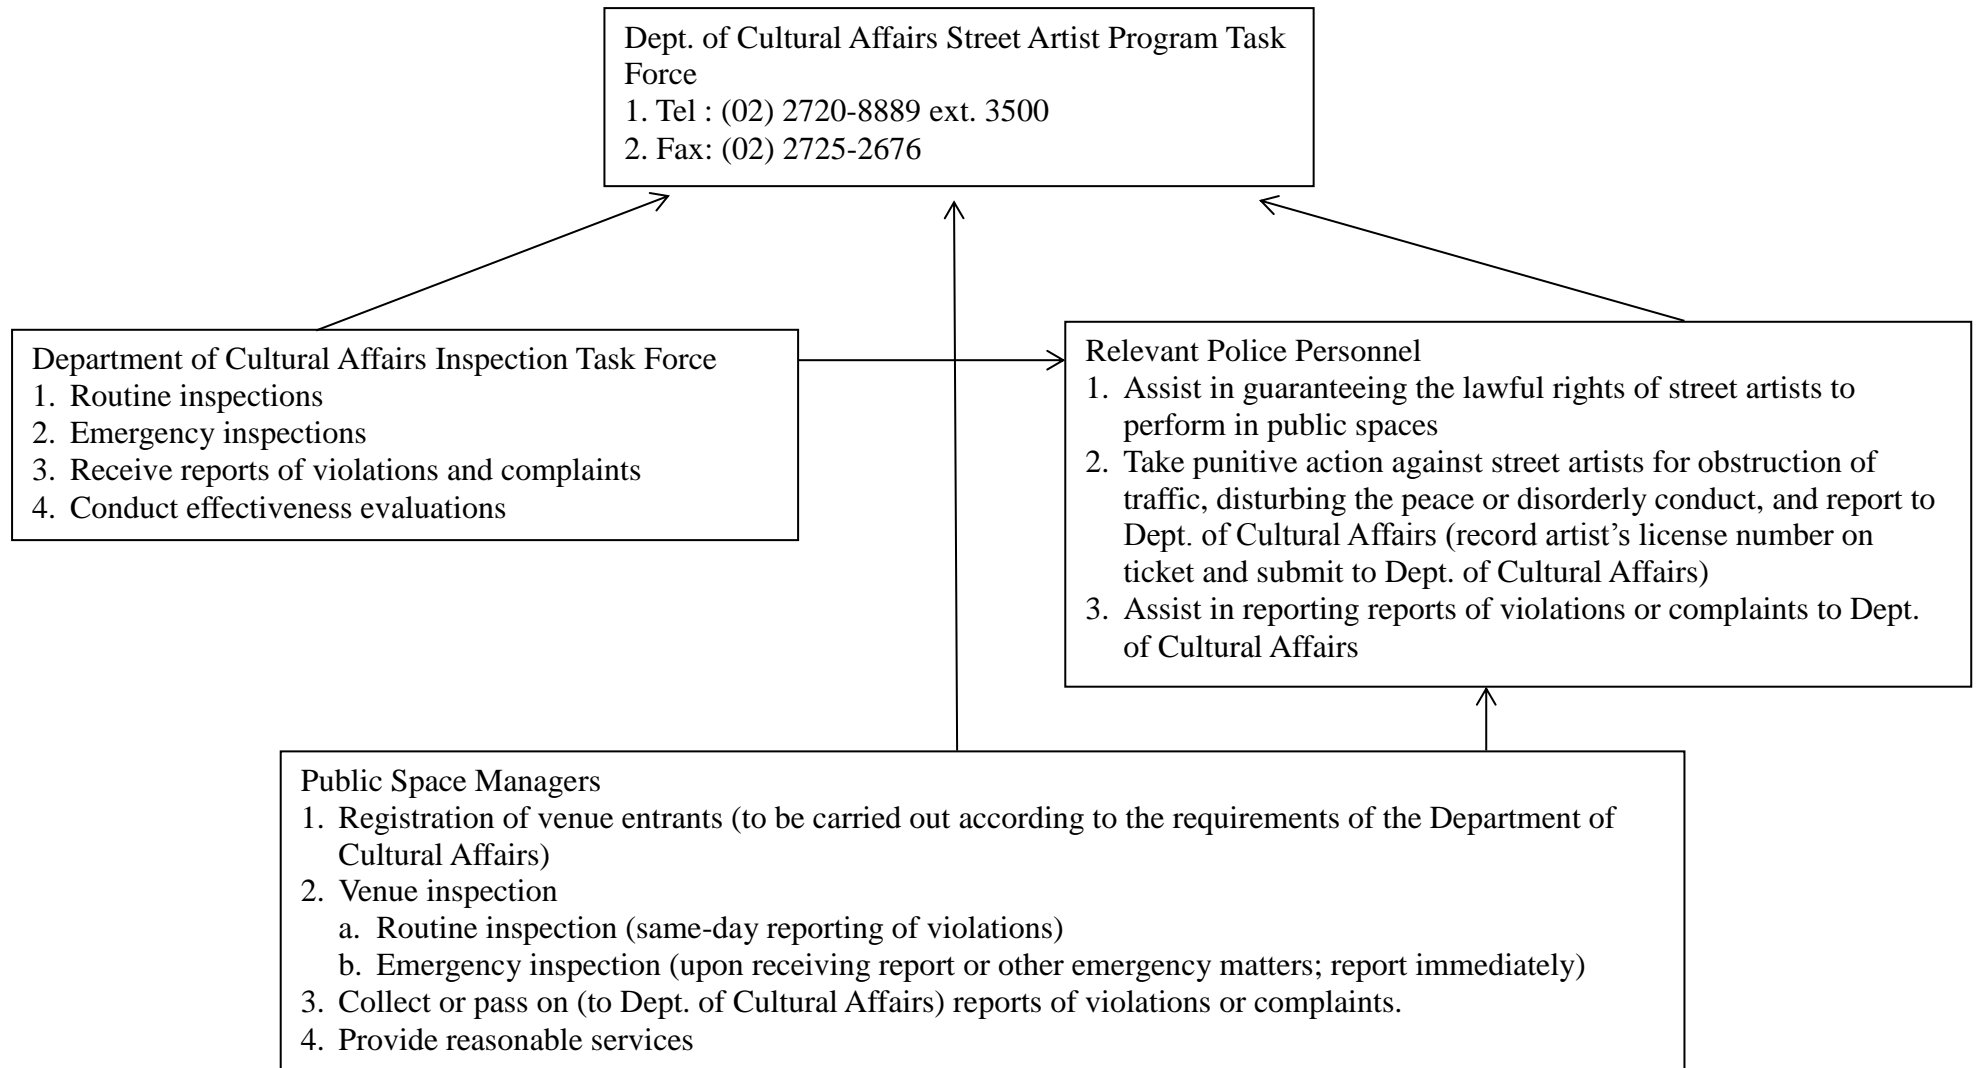 Dept. of Cultural Affairs Street Artist Program Task
Force
1. Tel : (02) 2720-8889 ext. 3500
2. Fax: (02) 2725-2676
Department of Cultural Affairs Inspection Task Force
1. Routine inspections
2. Emergency inspections
3. Receive reports of violations and complaints
4. Conduct effectiveness evaluations
Relevant Police Personnel
1. Assist in guaranteeing the lawful rights of street artists to
perform in public spaces
2. Take punitive action against street artists for obstruction of
traffic, disturbing the peace or disorderly conduct, and report to
Dept. of Cultural Affairs (record artist’s license number on
ticket and submit to Dept. of Cultural Affairs)
3. Assist in reporting reports of violations or complaints to Dept.
of Cultural Affairs
Public Space Managers
1. Registration of venue entrants (to be carried out according to the requirements of the Department of
Cultural Affairs)
2. Venue inspection
a. Routine inspection (same-day reporting of violations)
b. Emergency inspection (upon receiving report or other emergency matters; report immediately)
3. Collect or pass on (to Dept. of Cultural Affairs) reports of violations or complaints.
4. Provide reasonable services